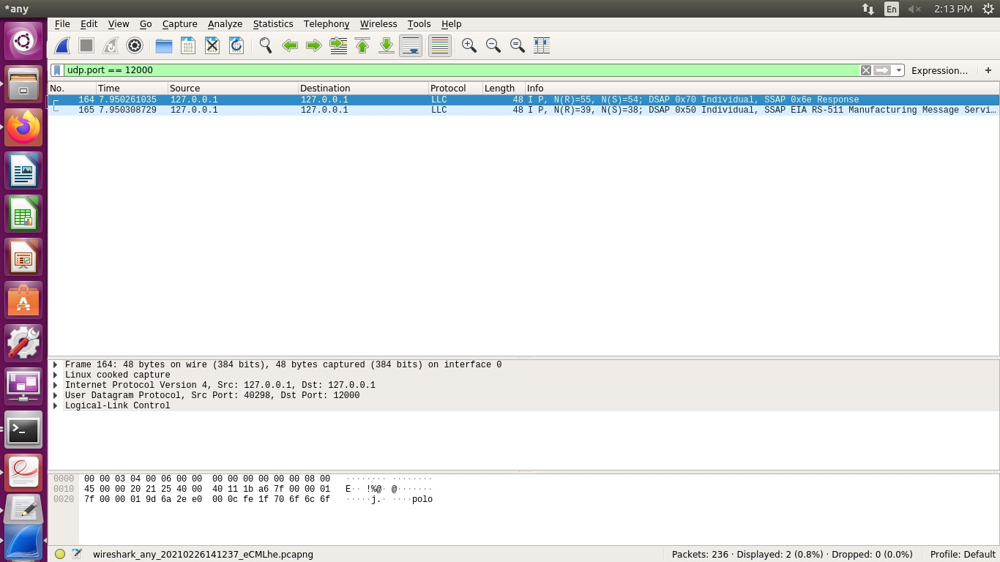 *any
En
2:13 PM
File Edit View Go Capture Analyze Statistics Telephony Wireless Tools Help
udp.port == 12000
Expression…
+
No. Time Source Destination Protocol Length Info
164 7.950261035 127.0.0.1 127.0.0.1 LLC 48 I P, N(R)=55, N(S)=54; DSAP 0x70 Individual, SSAP 0x6e Response
165 7.950308729 127.0.0.1 127.0.0.1 LLC 48 I P, N(R)=39, N(S)=38; DSAP 0x50 Individual, SSAP EIA RS-511 Manufacturing Message Servi…
Frame 164: 48 bytes on wire (384 bits), 48 bytes captured (384 bits) on interface 0
Linux cooked capture
Internet Protocol Version 4, Src: 127.0.0.1, Dst: 127.0.0.1
User Datagram Protocol, Src Port: 40298, Dst Port: 12000
Logical-Link Control
0000 00 00 03 04 00 06 00 00 00 00 00 00 00 00 08 00 ········ ········
0010 45 00 00 20 21 25 40 00 40 11 1b a6 7f 00 00 01 E·· !%@· @·······
0020 7f 00 00 01 9d 6a 2e e0 00 0c fe 1f 70 6f 6c 6f ·····j.· ····polo
wireshark_any_20210226141237_eCMLhe.pcapng
Packets: 236 · Displayed: 2 (0.8%) · Dropped: 0 (0.0%)
Profile: Default